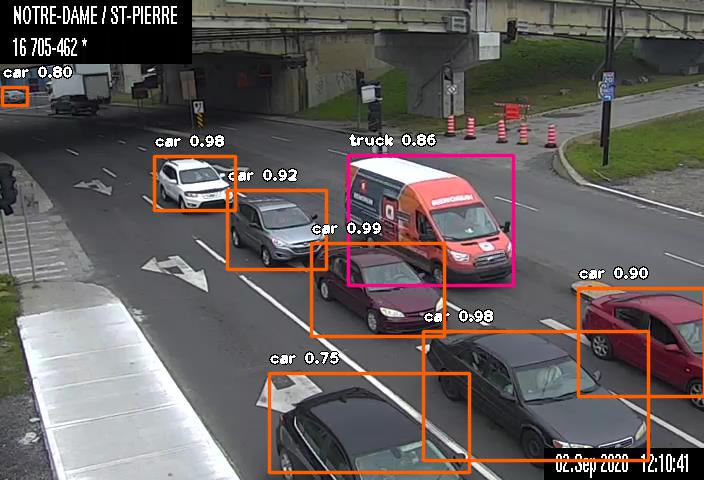 NOTRE-DAME / ST-PIERRE
16 705-462 *
car 0.80
car 0.98
truck 0.86
car 0.92
car 0.99
car 0.90
car 0.98
car 0.75
02.Sep 2020 12:10:41